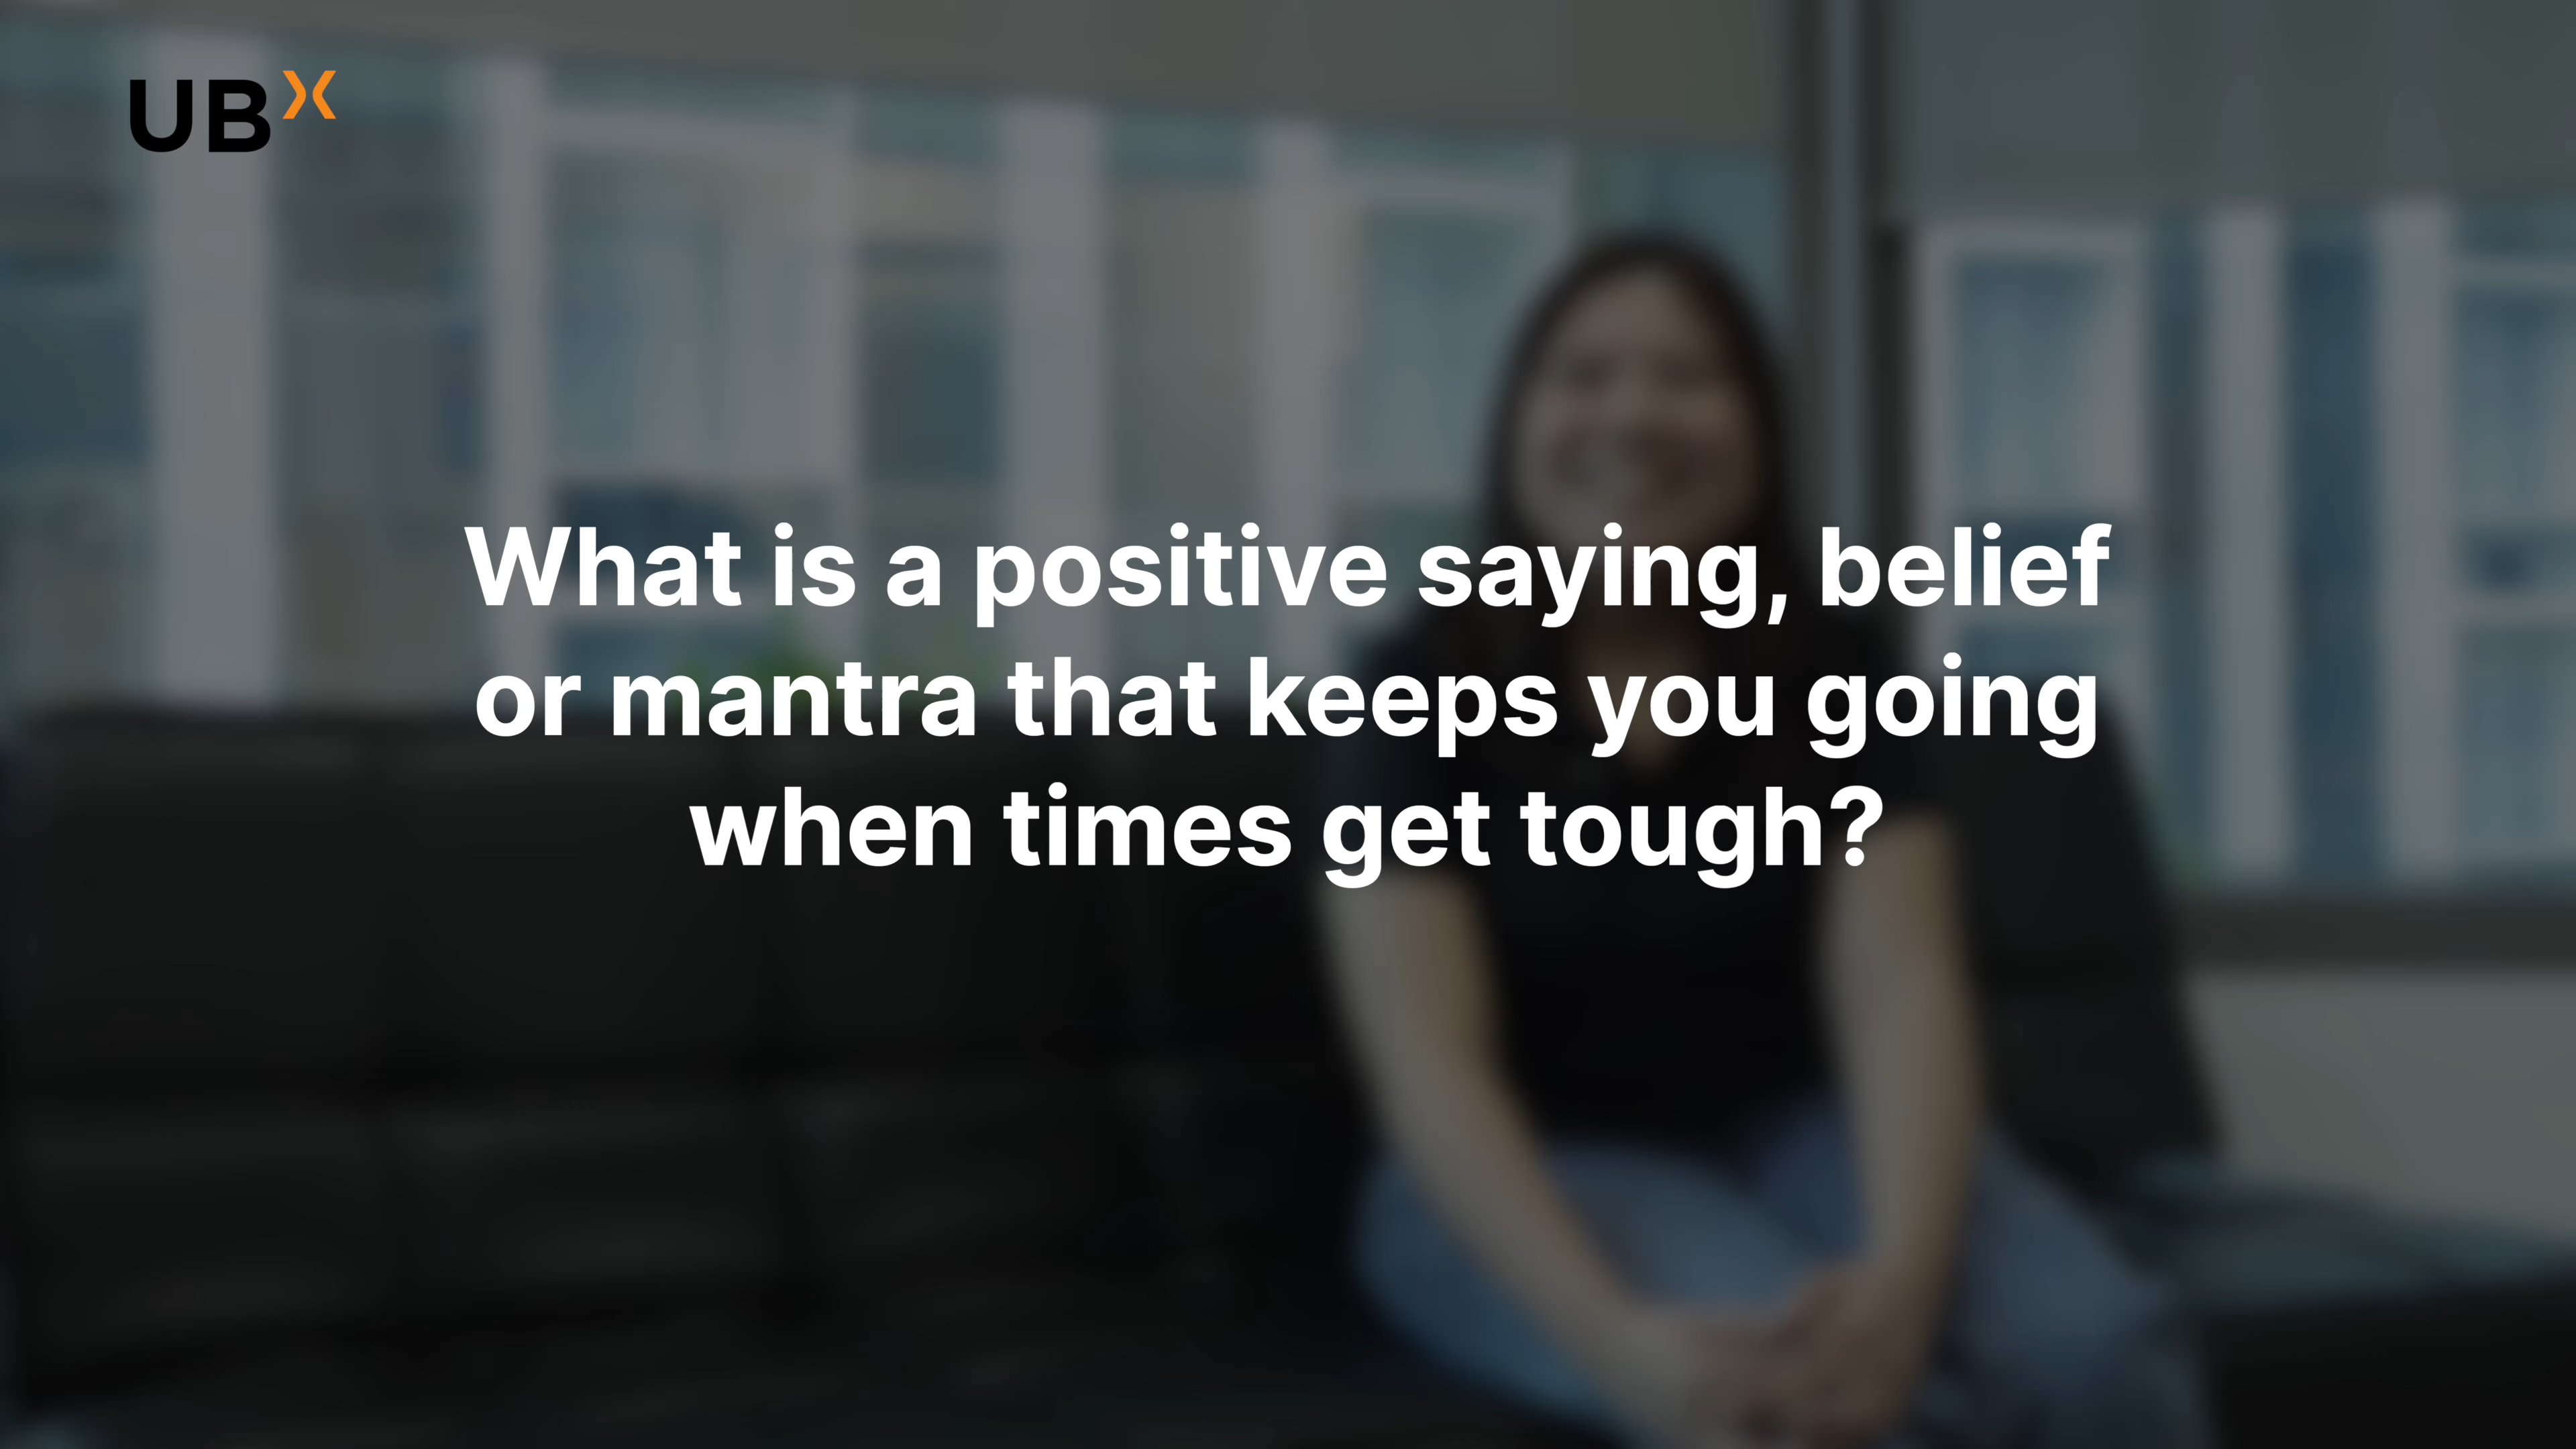 UBX
What is a positive saying, belief
or mantra that keeps you going
when times get tough?